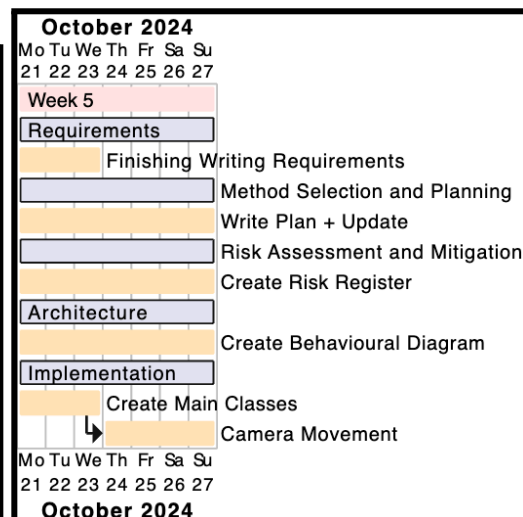 October 2024
Mo Tu We Th Fr Sa Su
21 22 23 24 25 26 27
Week 5
Requirements
Finishing Writing Requirements
Method Selection and Planning
Write Plan + Update
Risk Assessment and Mitigation
Create Risk Register
Architecture
Create Behavioural Diagram
Implementation
Create Main Classes
Camera Movement
Mo Tu We Th Fr Sa Su
21 22 23 24 25 26 27
October 2024